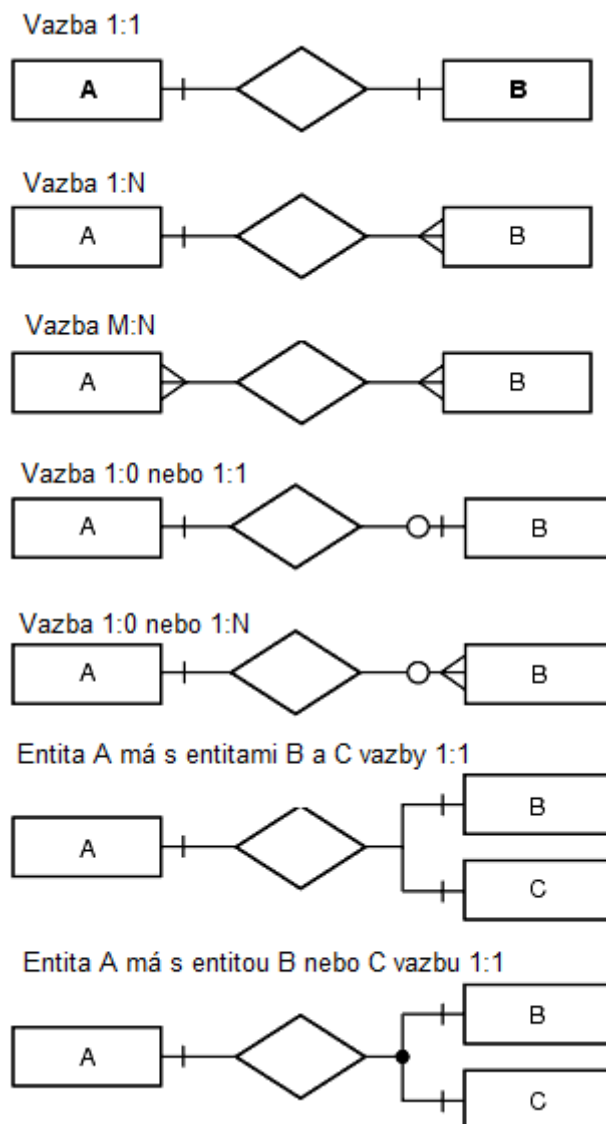 Vazba 1:1
A B
Vazba 1:N
A B
Vazba M:N
A B
Vazba 1:0 nebo 1:1
A B
Vazba 1:0 nebo 1:N
A B
Entita A má s entitami B a C vazby 1:1
B
A
C
Entita A má s entitou B nebo C vazbu 1:1
B
A
C